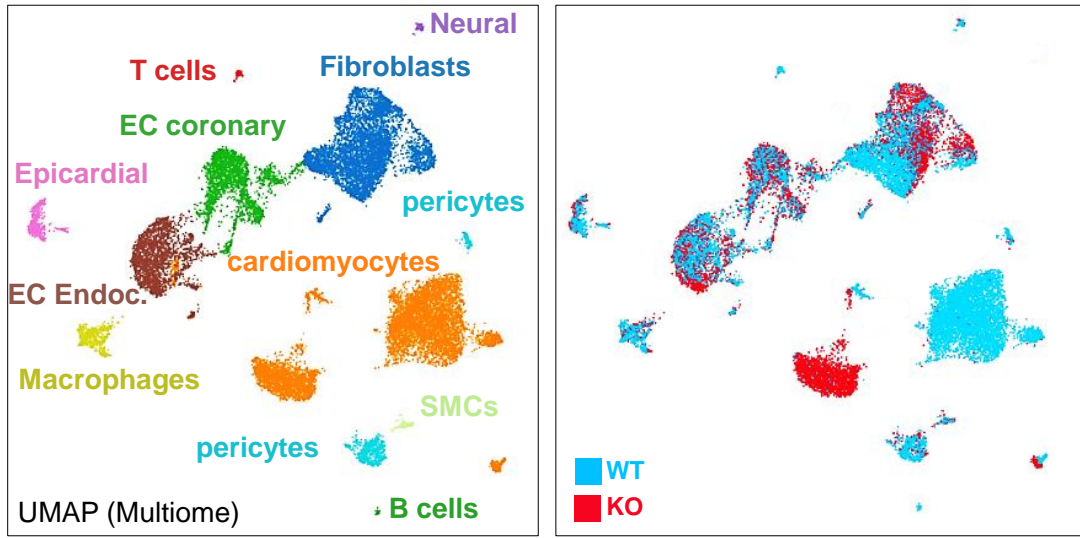 Neural
T cells
Fibroblasts
EC coronary
Epicardial
pericytes
cardiomyocytes
EC Endoc.
Macrophages
SMCs
pericytes
B cells
UMAP (Multiome)
WT
KO